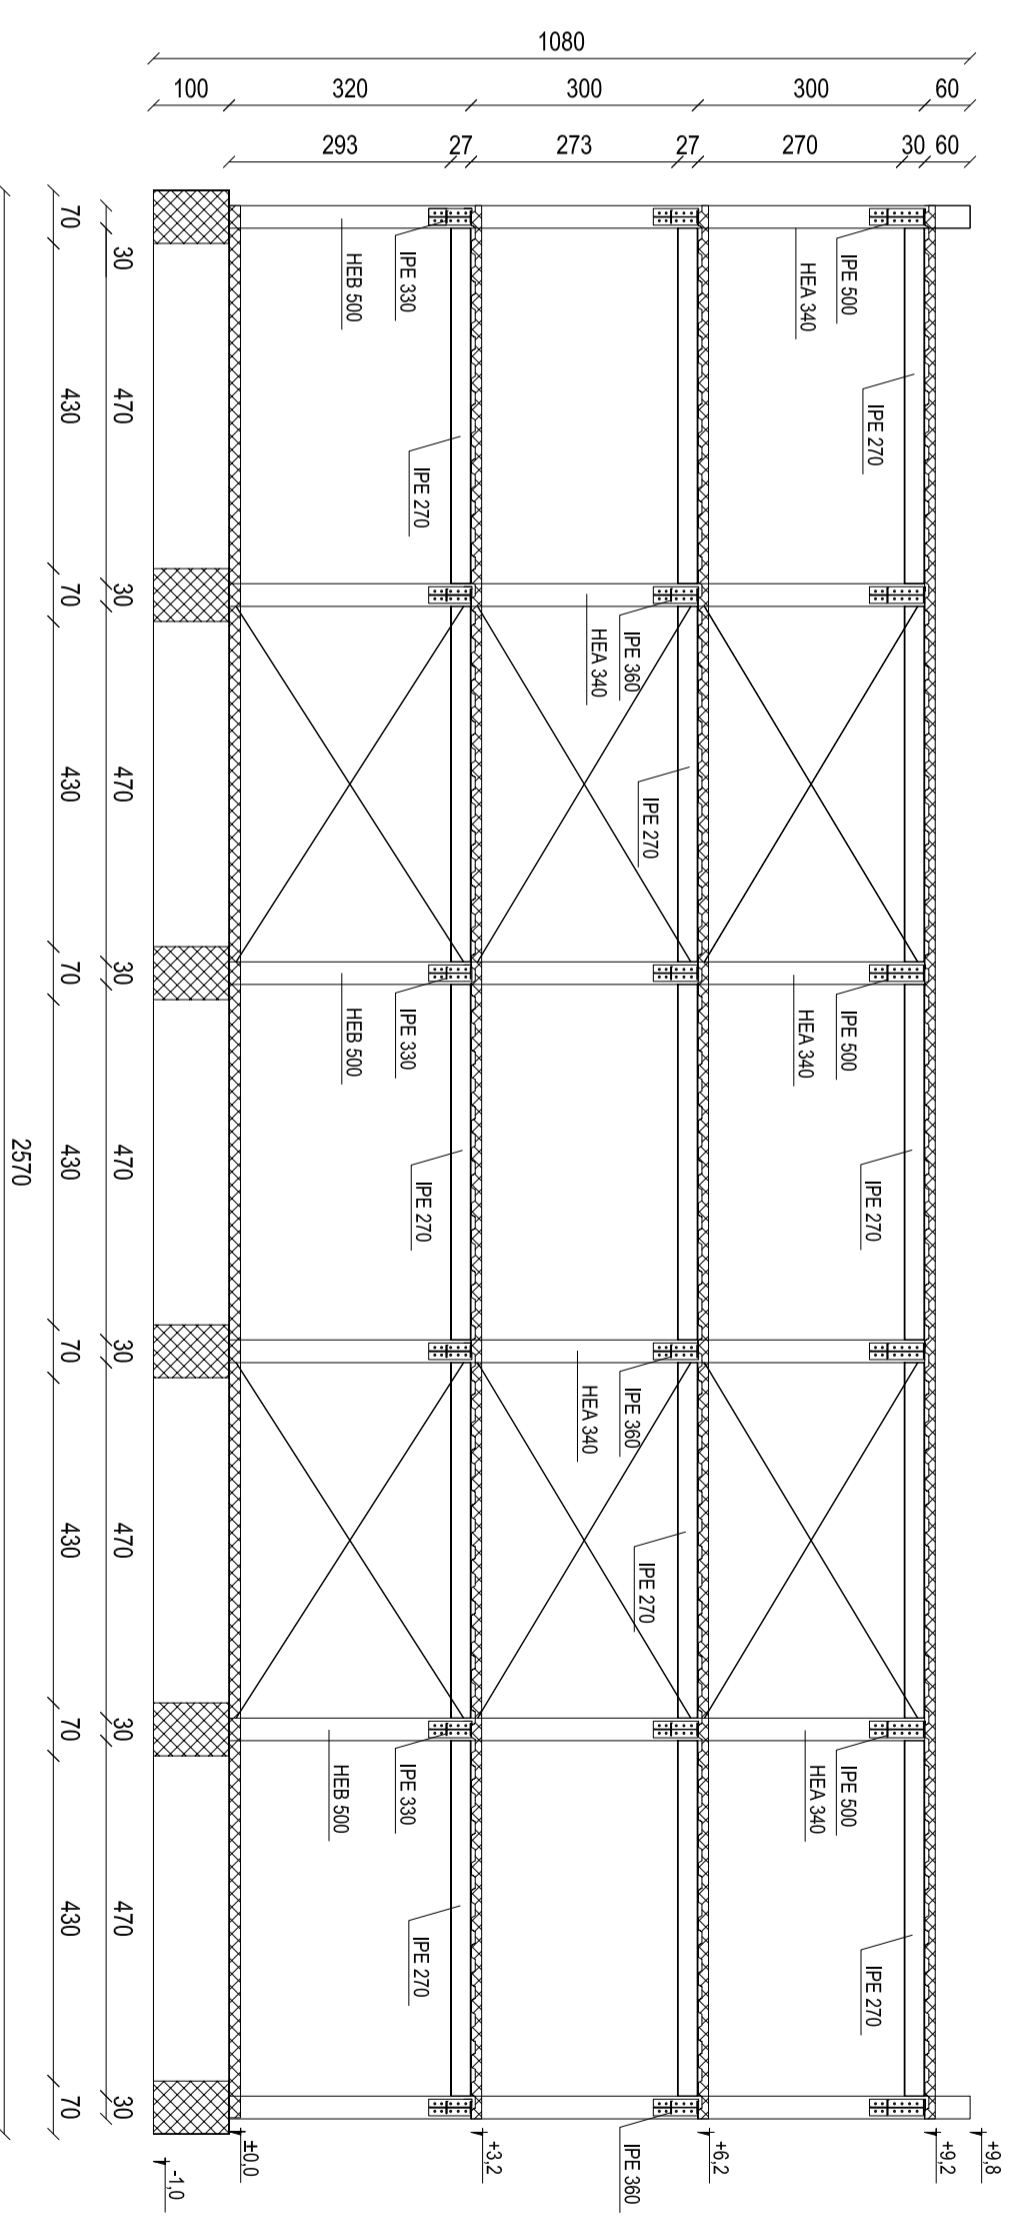 1080
100 320 300 300 60
293 27 273 27 270 30 60
70 430 70 430 70 430 70 430 70 430 70
30 470 30 470 30 470 30 470 30 470 30
2570
HEB 500
IPE 330
HEA 340
IPE 500
IPE 270
IPE 270
HEA 340
IPE 360
IPE 270
HEB 500
IPE 330
HEA 340
IPE 500
IPE 270
IPE 270
HEA 340
IPE 360
IPE 270
HEB 500
IPE 330
HEA 340
IPE 500
IPE 270
IPE 270
IPE 360
-1,0
±0,0
+3,2
+6,2
+9,2
+9,8